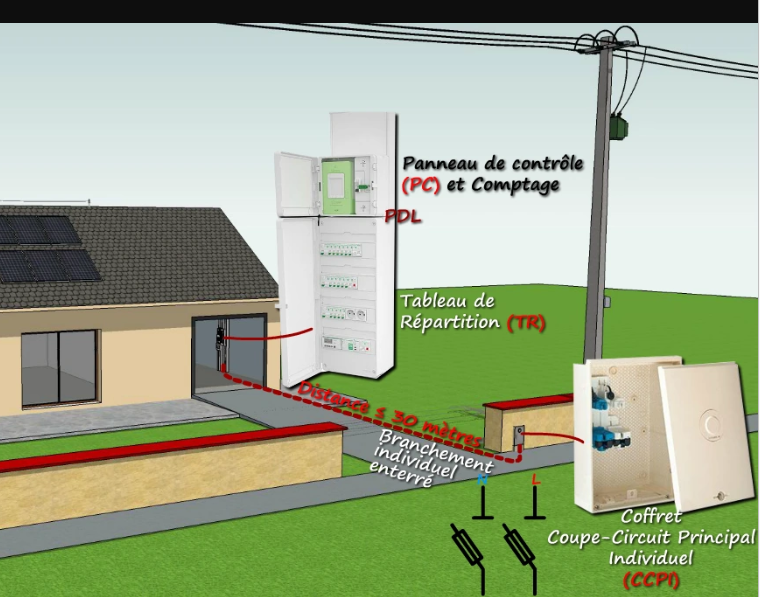 Panneau de contrôle
(PC) et Comptage
PDL
Tableau de
Répartition (TR)
Distance ≤ 30 mètres
Branchement
individuel
enterré
N L
Coffret
Coupe-Circuit Principal
Individuel
(CCPI)